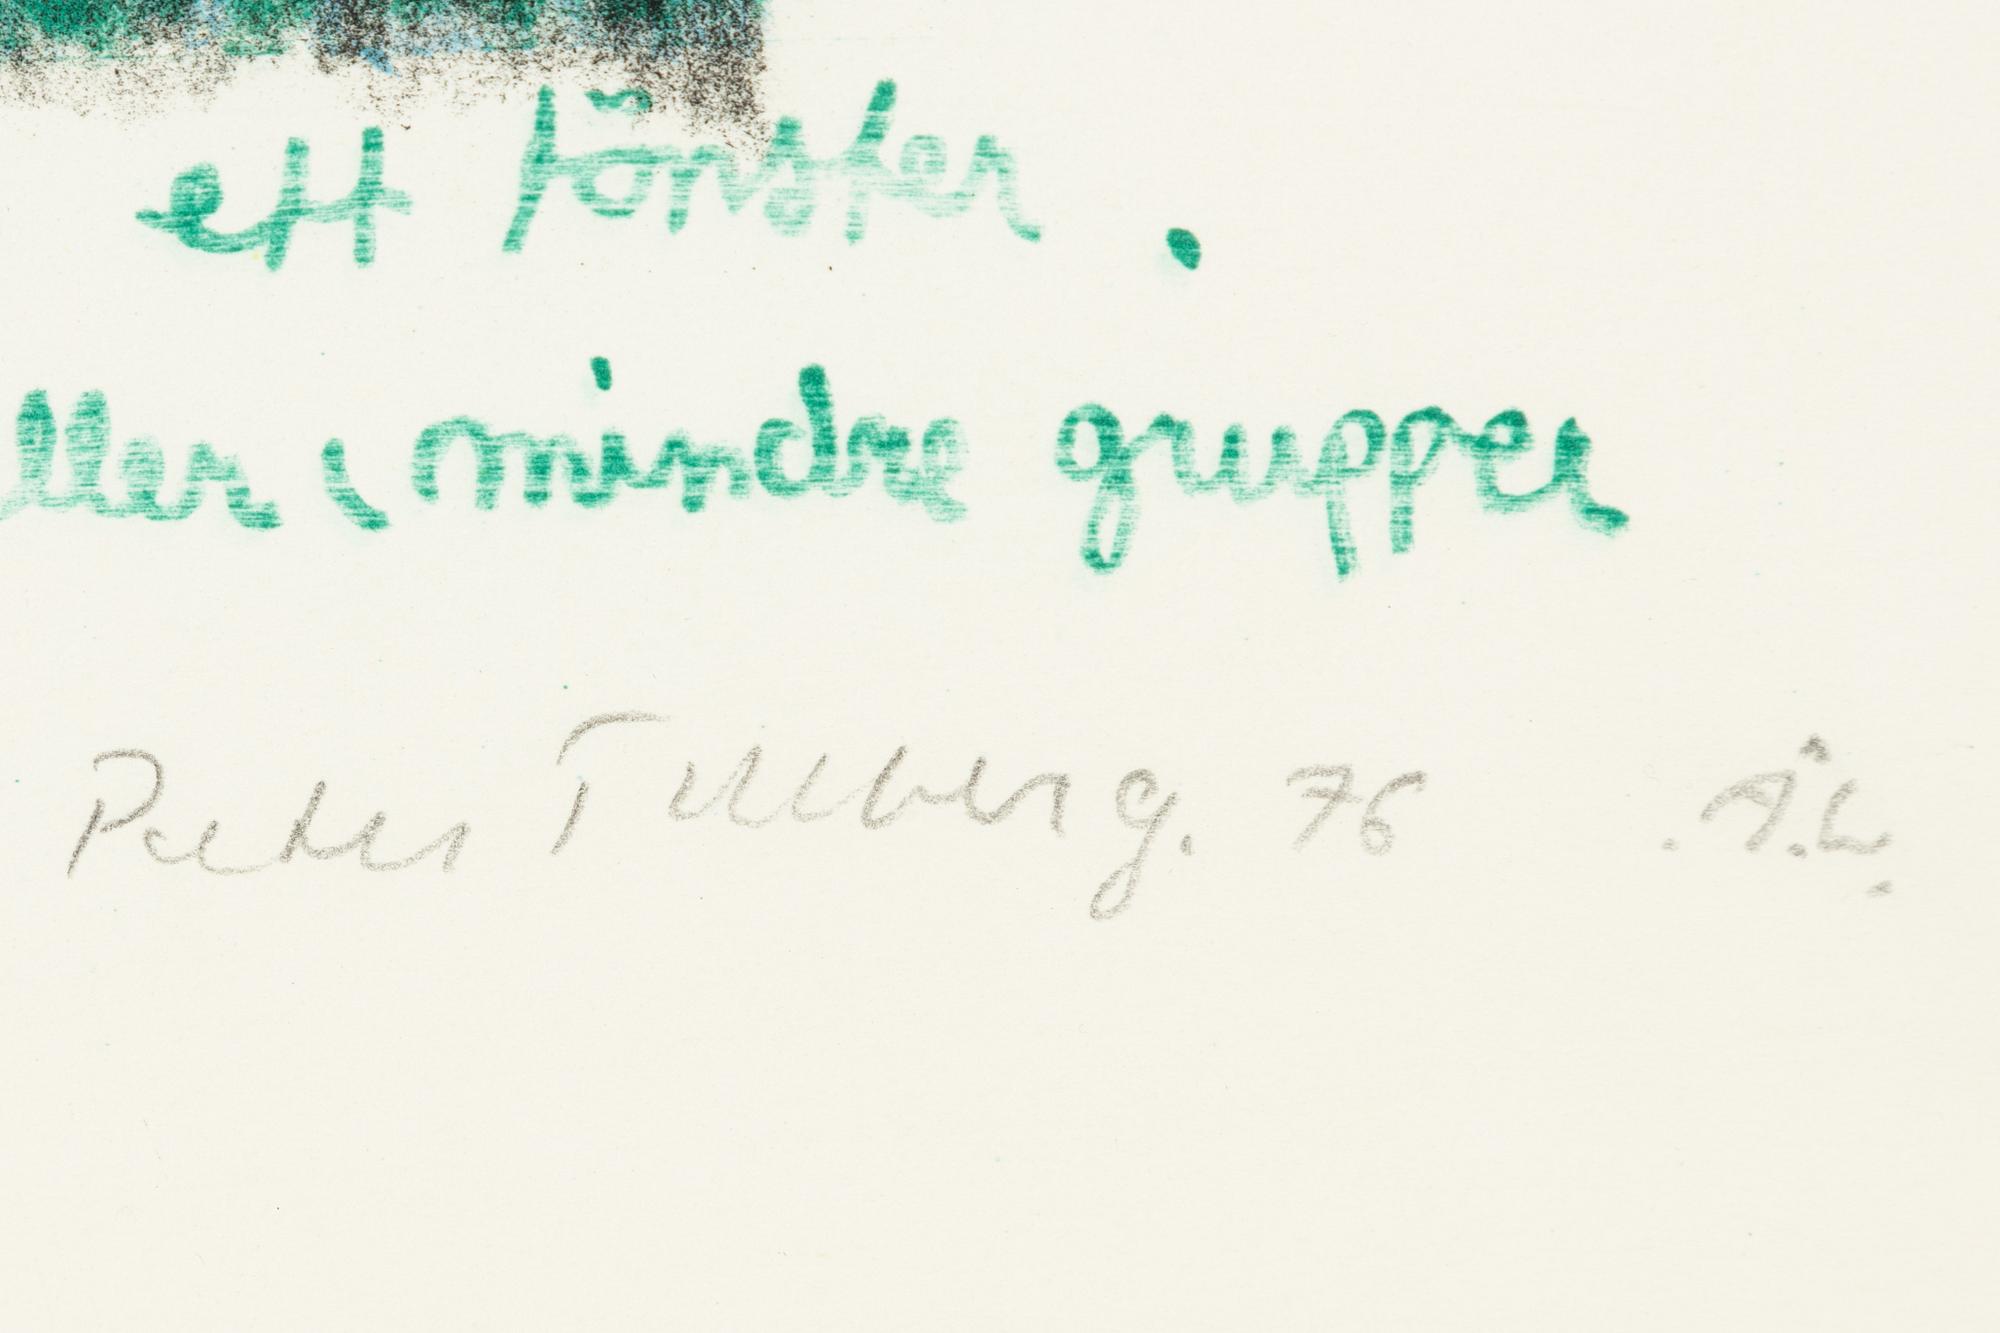 ett fönster .
ller i mindre grupper
Peter Tillberg. 76